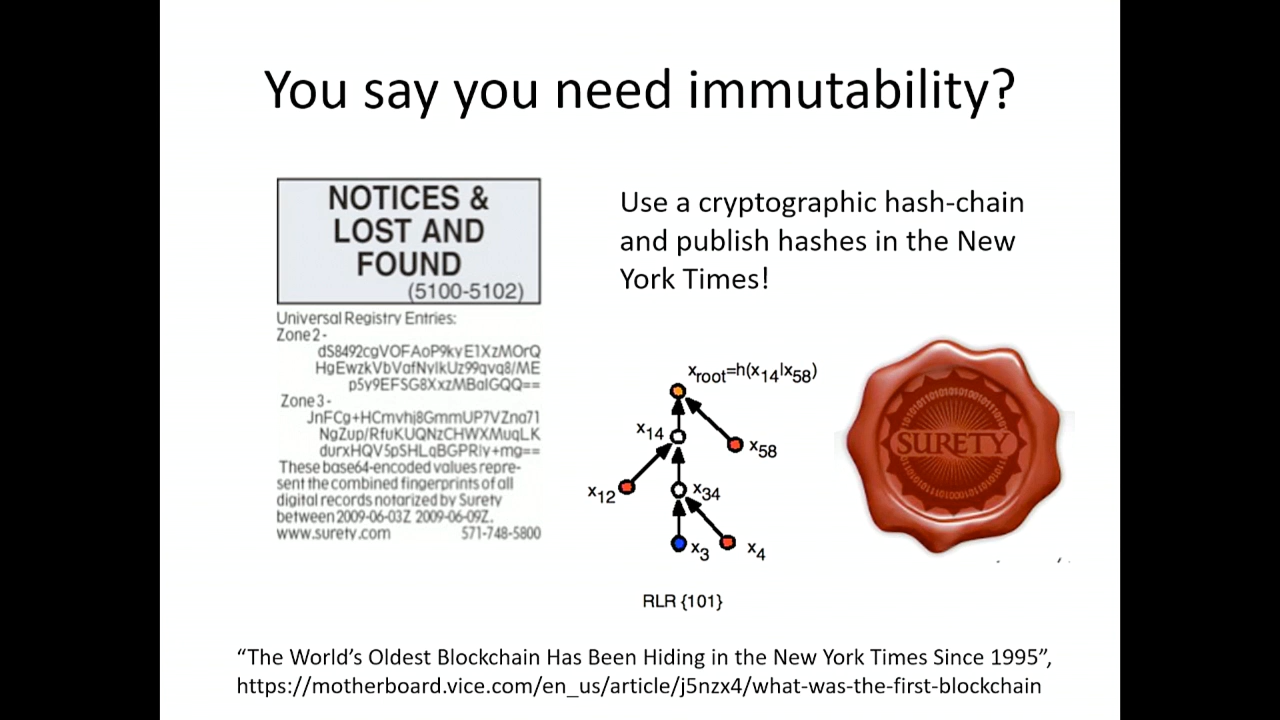 You say you need immutability?
NOTICES &
LOST AND
FOUND
(5100-5102)
Universal Registry Entries:
Zone 2 -
dS8492cgVOFAoP9kyE1XzMOrQ
HgEwzkVbVafNylkUz99qvq8/ME
p5y9EFSG8XxzMBalGQQ==
Zone 3 -
JnFCg+HCmvhj8GmmUP7VZna71
NgZup/RfuKUQNzCHWXMuqLK
durxHQV5pSHLqBGPRIy+mg==
These base64-encoded values repre-
sent the combined fingerprints of all
digital records notarized by Surety
between 2009-06-03Z 2009-06-09Z.
www.surety.com 571-748-5800
Use a cryptographic hash-chain
and publish hashes in the New
York Times!
xroot=h(x14|x58)
x14
x58
x12
x34
x3
x4
RLR {101}
SURETY
“The World’s Oldest Blockchain Has Been Hiding in the New York Times Since 1995”,
https://motherboard.vice.com/en_us/article/j5nzx4/what-was-the-first-blockchain